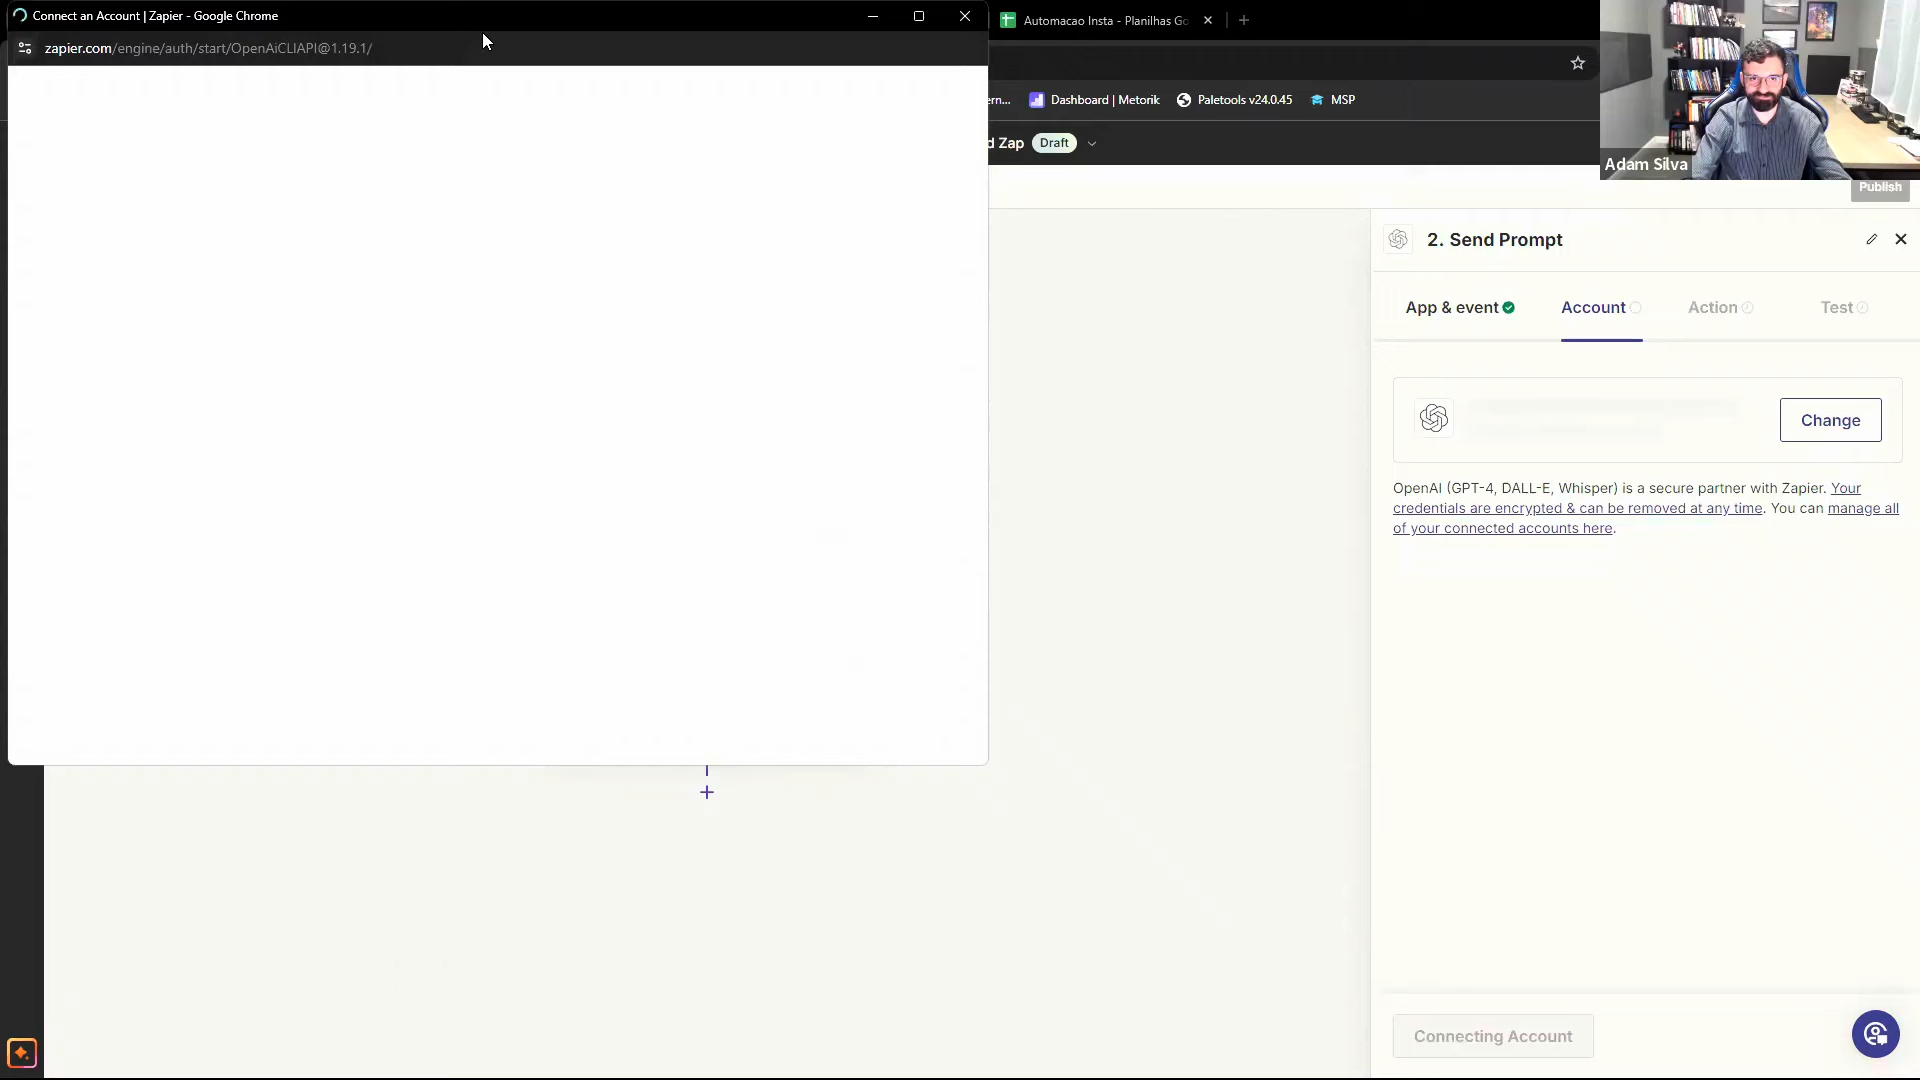 Connect an Account | Zapier - Google Chrome
Automacao Insta - Planilhas Go
zapier.com/engine/auth/start/OpenAiCLIAPI@1.19.1/
ern...
Dashboard | Metorik
Paletools v24.0.45
MSP
d Zap
Draft
Adam Silva
Publish
2. Send Prompt
App & event
Account
Action
Test
Change
OpenAI (GPT-4, DALL-E, Whisper) is a secure partner with Zapier. Your
credentials are encrypted & can be removed at any time. You can manage all
of your connected accounts here.
Connecting Account